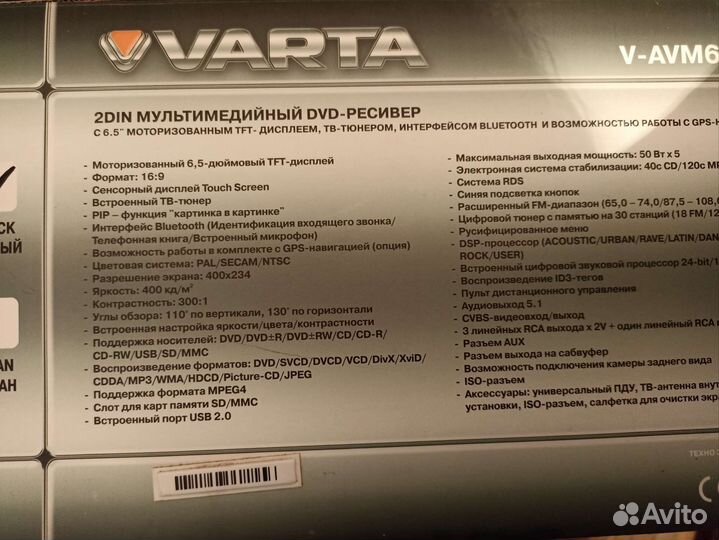 VARTA
V-AVM6
2DIN МУЛЬТИМЕДИЙНЫЙ DVD-РЕСИВЕР
С 6.5" МОТОРИЗОВАННЫМ TFT- ДИСПЛЕЕМ, ТВ-ТЮНЕРОМ, ИНТЕРФЕЙСОМ BLUETOOTH И ВОЗМОЖНОСТЬЮ РАБОТЫ С GPS-Н
- Моторизованный 6,5-дюймовый TFT-дисплей
- Формат: 16:9
- Сенсорный дисплей Touch Screen
- Встроенный ТВ-тюнер
- PIP – функция "картинка в картинке"
- Интерфейс Bluetooth (Идентификация входящего звонка/
Телефонная книга/Встроенный микрофон)
- Возможность работы в комплекте с GPS-навигацией (опция)
- Цветовая система: PAL/SECAM/NTSC
- Разрешение экрана: 400x234
- Яркость: 400 кд/м²
- Контрастность: 300:1
- Углы обзора: 110˚ по вертикали, 130˚ по горизонтали
- Встроенная настройка яркости/цвета/контрастности
- Поддержка носителей: DVD/DVD±R/DVD±RW/CD/CD-R/
CD-RW/USB/SD/MMC
- Воспроизведение форматов: DVD/SVCD/DVCD/VCD/DivX/XviD/
CDDA/MP3/WMA/HDCD/Picture-CD/JPEG
- Поддержка формата MPEG4
- Слот для карт памяти SD/MMC
- Встроенный порт USB 2.0
- Максимальная выходная мощность: 50 Вт x 5
- Электронная система стабилизации: 40с CD/120с MP
- Система RDS
- Синяя подсветка кнопок
- Расширенный FM-диапазон (65,0 – 74,0/87,5 – 108,
- Цифровой тюнер с памятью на 30 станций (18 FM/12
- Русифицированное меню
- DSP-процессор (ACOUSTIC/URBAN/RAVE/LATIN/DAN
ROCK/USER)
- Встроенный цифровой звуковой процессор 24-bit/1
- Воспроизведение ID3-тегов
- Пульт дистанционного управления
- Аудиовыход 5.1
- CVBS-видеовход/выход
- 3 линейных RCA выхода x 2V + один линейный RCA
- Разъем AUX
- Разъем выхода на сабвуфер
- Возможность подключения камеры заднего вида
- ISO-разъем
- Аксессуары: универсальный ПДУ, ТВ-антенна внут
установки, ISO-разъем, салфетка для очистки экра
CK
ЫЙ
AN
АН
ТЕХНО
CE
Avito